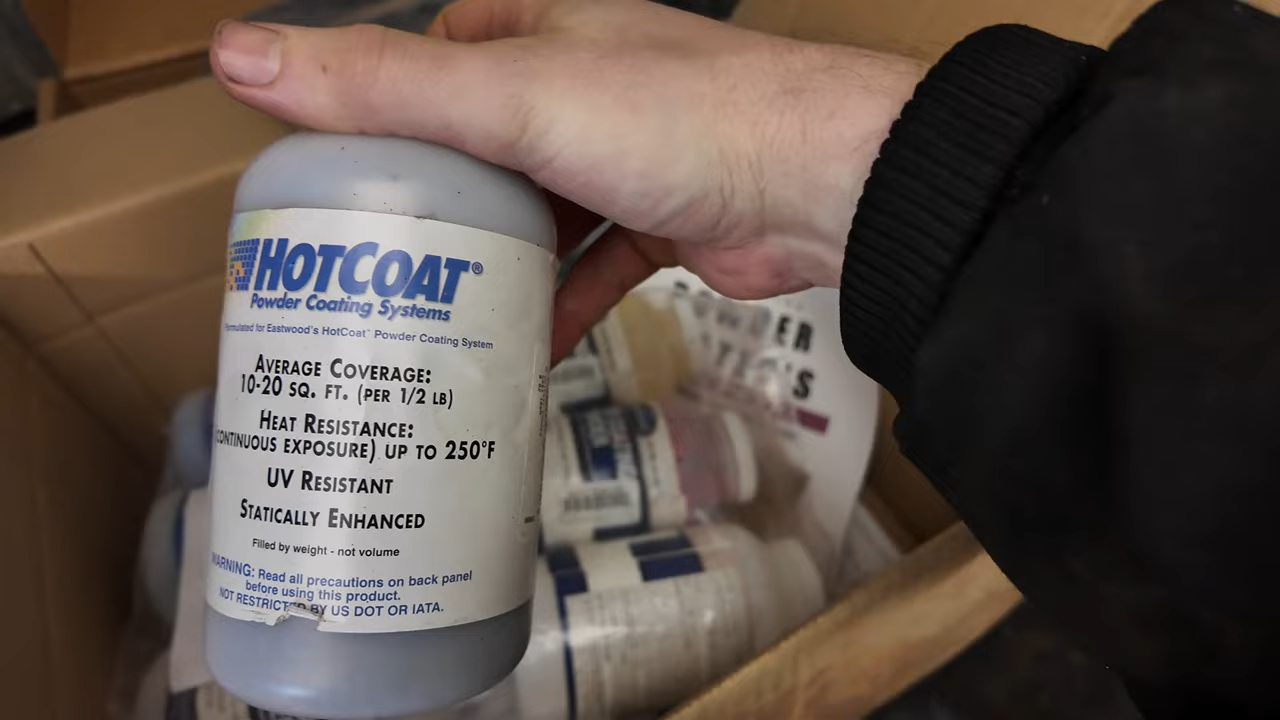 HOTCOAT®
Powder Coating Systems
Formulated for Eastwood's HotCoat™ Powder Coating System
AVERAGE COVERAGE:
10-20 SQ. FT. (PER 1/2 LB)
HEAT RESISTANCE:
CONTINUOUS EXPOSURE) UP TO 250°F
UV RESISTANT
STATICALLY ENHANCED
Filled by weight - not volume
WARNING: Read all precautions on back panel
before using this product.
NOT RESTRICTED BY US DOT OR IATA.